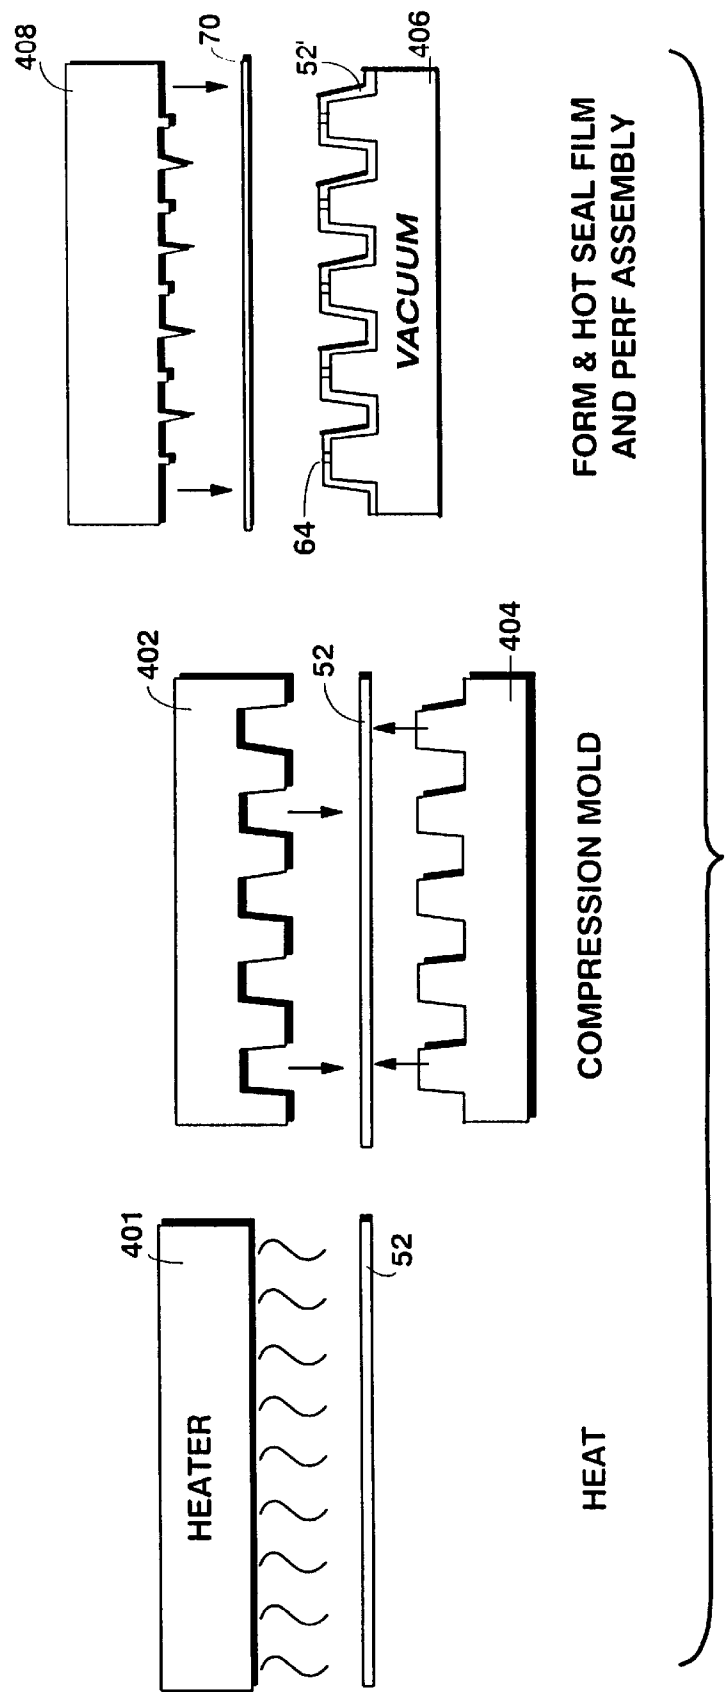 HEATER
401
52
HEAT
402
52
404
COMPRESSION MOLD
408
70
52'
64
406
VACUUM
FORM & HOT SEAL FILM
AND PERF ASSEMBLY